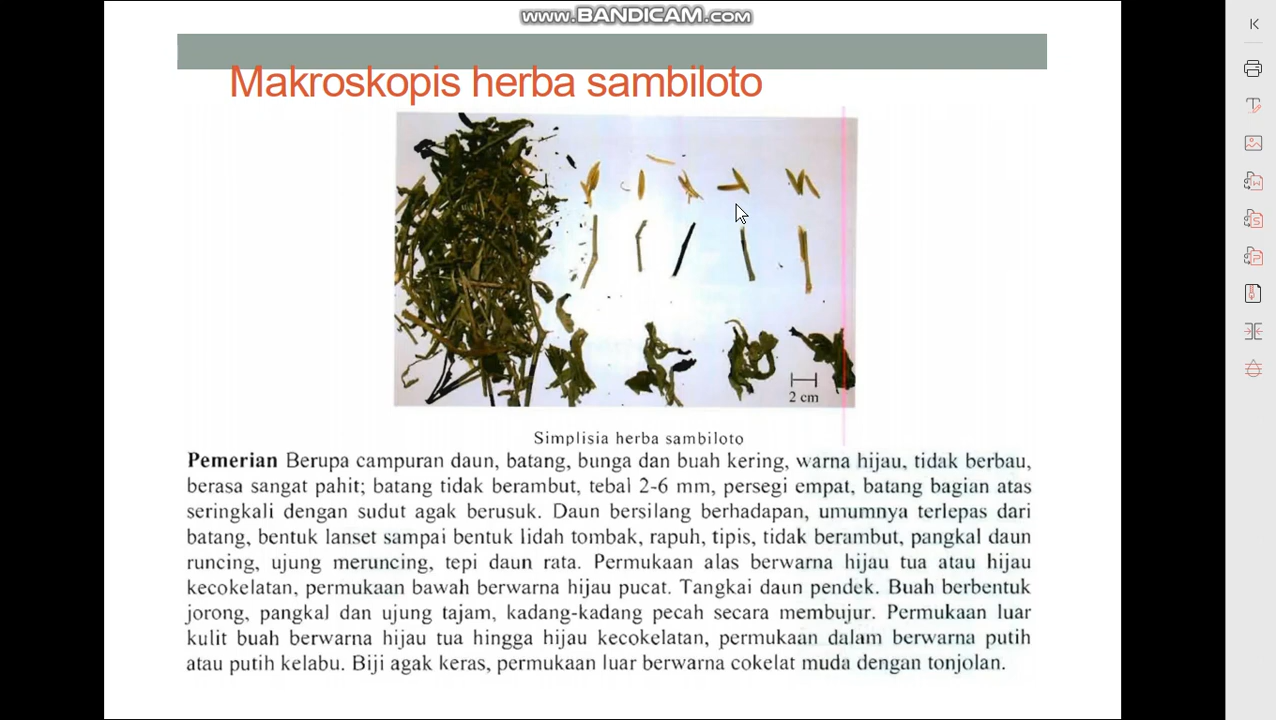 www.BANDICAM.com
Makroskopis herba sambiloto
2 cm
Simplisia herba sambiloto
Pemerian Berupa campuran daun, batang, bunga dan buah kering, warna hijau, tidak berbau,
berasa sangat pahit; batang tidak berambut, tebal 2-6 mm, persegi empat, batang bagian atas
seringkali dengan sudut agak berusuk. Daun bersilang berhadapan, umumnya terlepas dari
batang, bentuk lanset sampai bentuk lidah tombak, rapuh, tipis, tidak berambut, pangkal daun
runcing, ujung meruncing, tepi daun rata. Permukaan alas berwarna hijau tua atau hijau
kecokelatan, permukaan bawah berwarna hijau pucat. Tangkai daun pendek. Buah berbentuk
jorong, pangkal dan ujung tajam, kadang-kadang pecah secara membujur. Permukaan luar
kulit buah berwarna hijau tua hingga hijau kecokelatan, permukaan dalam berwarna putih
atau putih kelabu. Biji agak keras, permukaan luar berwarna cokelat muda dengan tonjolan.